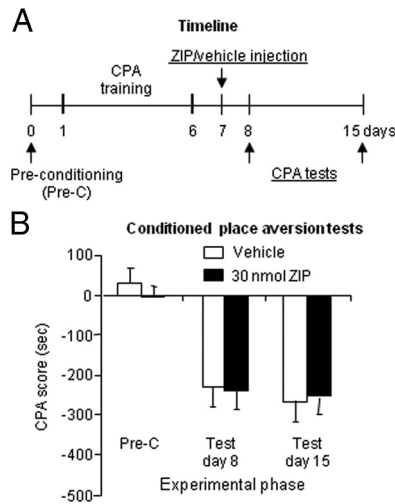 A
Timeline
ZIP/vehicle injection
CPA
training
0 1 6 7 8 15 days
Pre-conditioning
(Pre-C)
CPA tests
B
Conditioned place aversion tests
Vehicle
30 nmol ZIP
100
0
-100
-200
-300
-400
-500
CPA score (sec)
Pre-C
Test
day 8
Test
day 15
Experimental phase